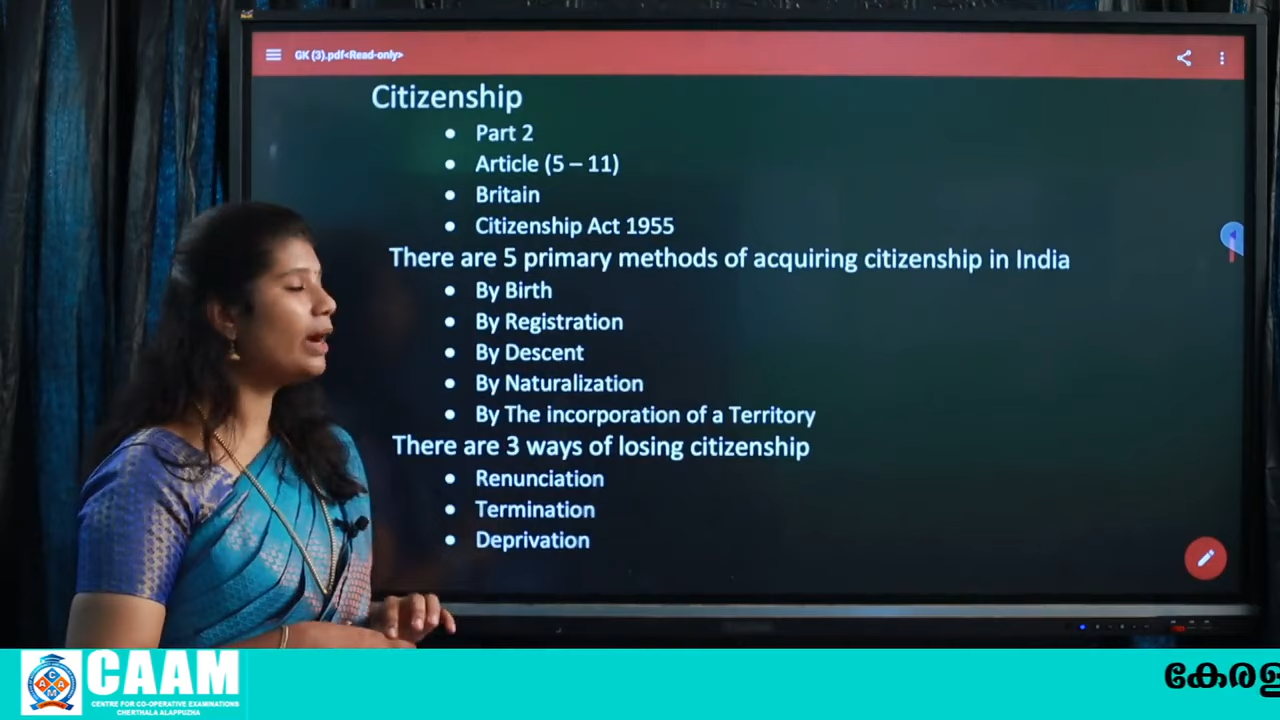 GK (3).pdf<Read-only>
Citizenship
• Part 2
• Article (5 – 11)
• Britain
• Citizenship Act 1955
There are 5 primary methods of acquiring citizenship in India
• By Birth
• By Registration
• By Descent
• By Naturalization
• By The incorporation of a Territory
There are 3 ways of losing citizenship
• Renunciation
• Termination
• Deprivation
CAAM
CENTRE FOR CO-OPERATIVE EXAMINATIONS
CHERTHALA ALAPPUZHA